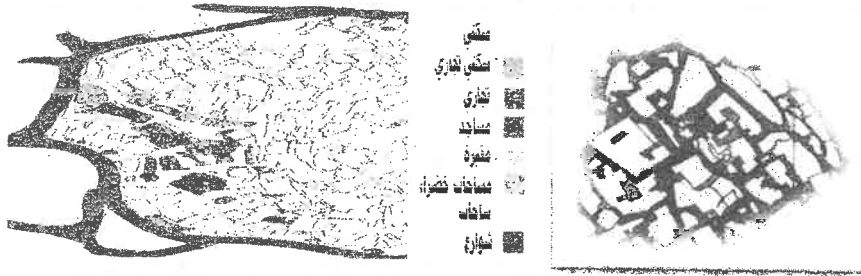 سكني
سكني تجاري
تجاري
مساجد
مقبرة
مساحات خضراء
ساحات
شوارع